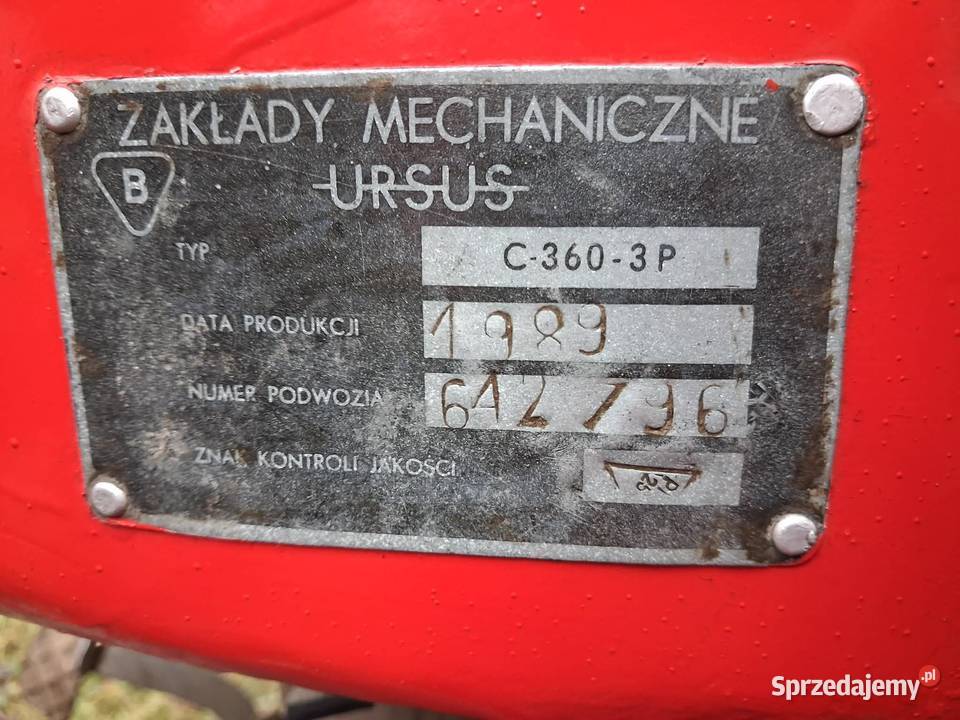 ZAKŁADY MECHANICZNE
B
URSUS
TYP C-360-3P
DATA PRODUKCJI 1989
NUMER PODWOZIA 642796
ZNAK KONTROLI JAKOŚCI
Sprzedajemy.pl